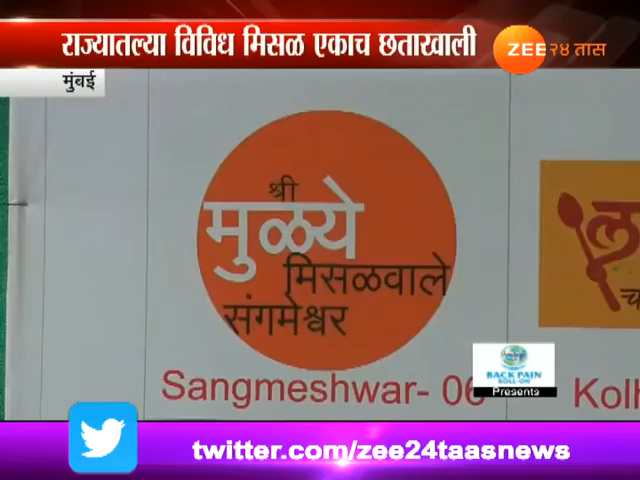 राज्यातल्या विविध मिसळ एकाच छताखाली
ZEE २४ तास
मुंबई
श्री
मुळ्ये
मिसळवाले
संगमेश्वर
Sangmeshwar- 06
BACK PAIN
ROLL-ON
Presents
twitter.com/zee24taasnews